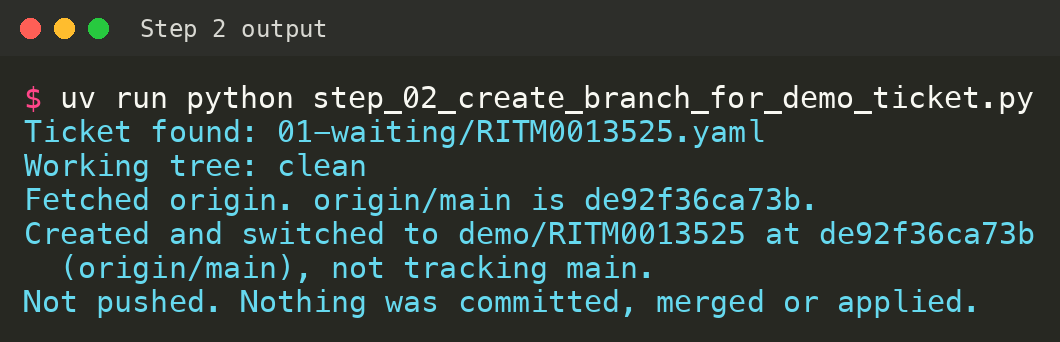 Step 2 output
$ uv run python step_02_create_branch_for_demo_ticket.py
Ticket found: 01-waiting/RITM0013525.yaml
Working tree: clean
Fetched origin. origin/main is de92f36ca73b.
Created and switched to demo/RITM0013525 at de92f36ca73b
  (origin/main), not tracking main.
Not pushed. Nothing was committed, merged or applied.